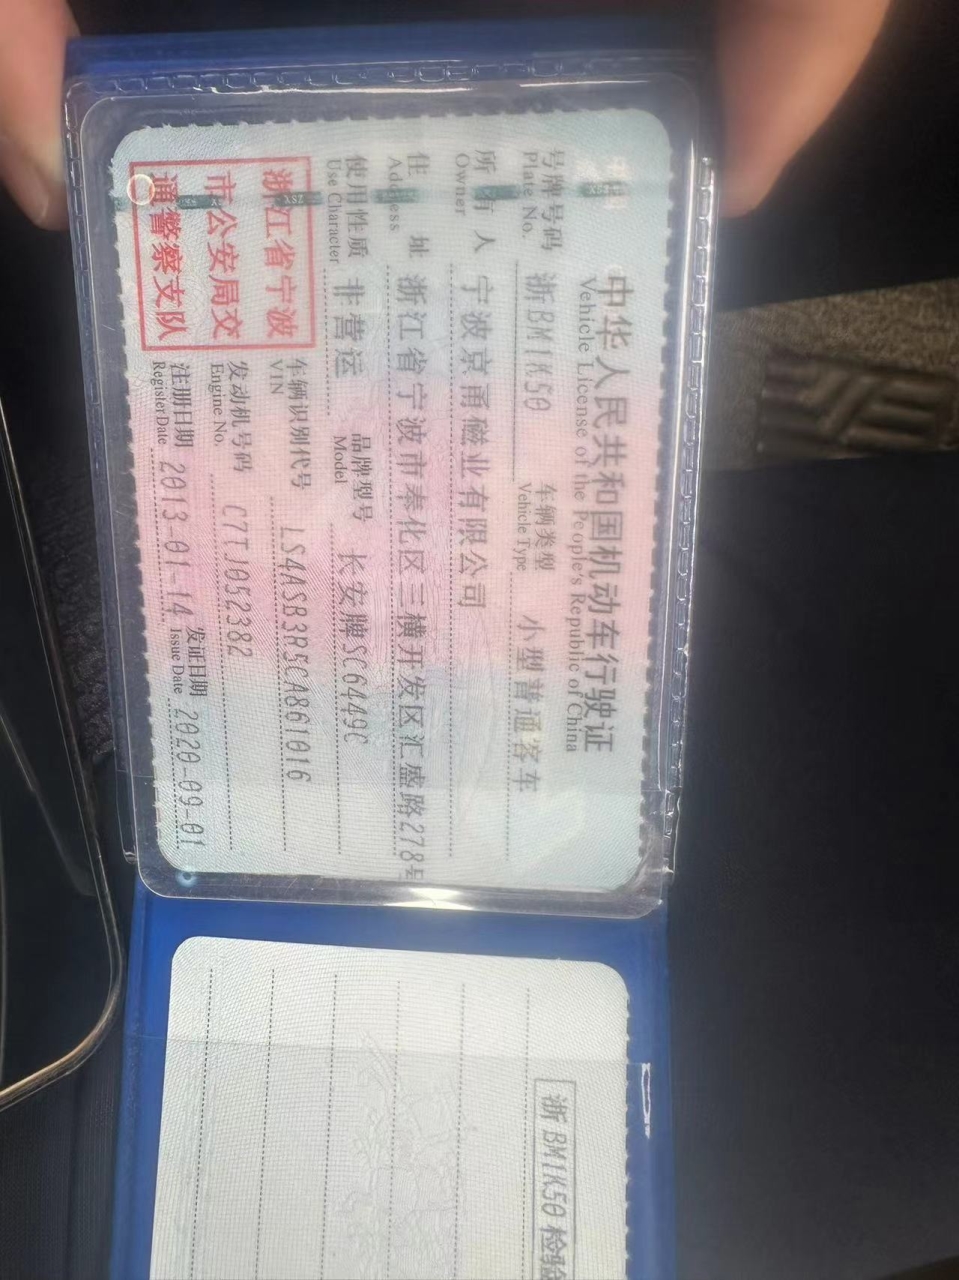 中华人民共和国机动车行驶证
Vehicle License of the People's Republic of China
号牌号码 浙BM1K50 车辆类型 小型普通客车
Plate No. Vehicle Type
所有人 宁波京甬磁业有限公司
Owner
住址 浙江省宁波市奉化区三横开发区汇盛路278号
Address
使用性质 非营运 品牌型号 长安牌SC6449C
Use Character Model
浙江省宁波
市公安局交
通警察支队
车辆识别代号 LS4ASB3R5CA861016
VIN
发动机号码 C7TJ052382
Engine No.
注册日期 2013-01-14 发证日期 2020-09-01
Register Date Issue Date
浙BM1K50 检验